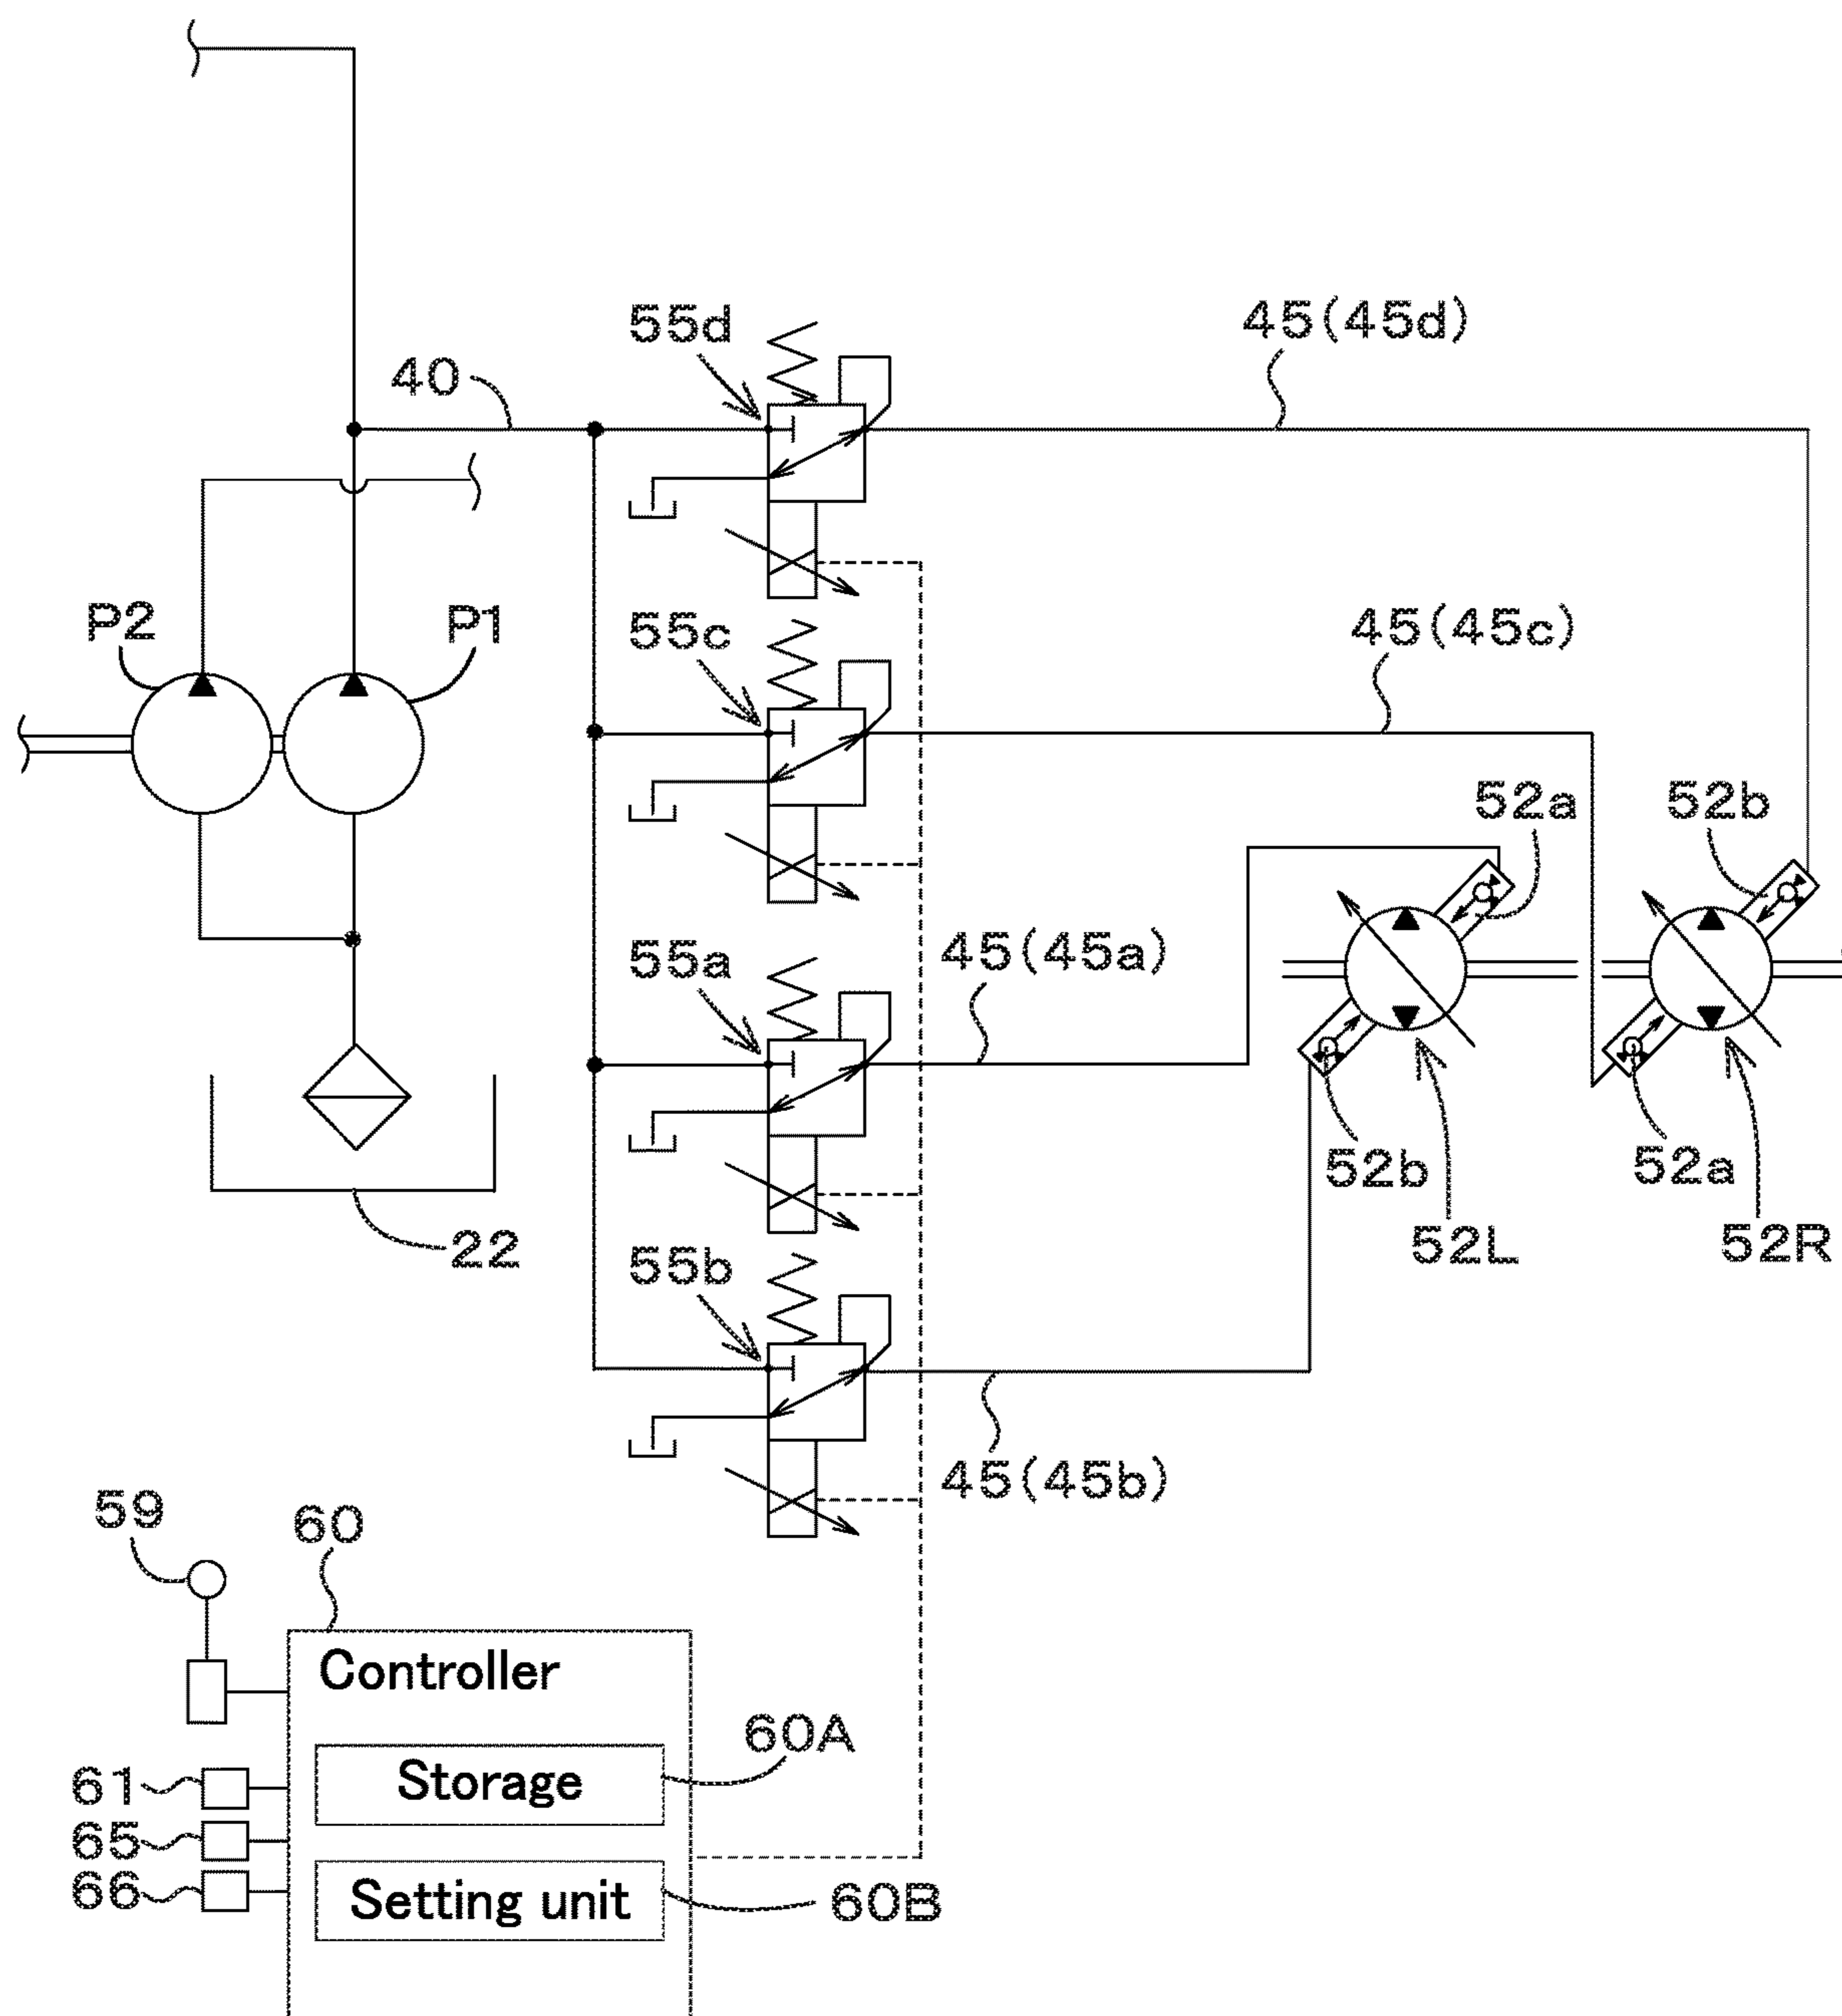 55d
45(45d)
40
P2
P1
55c
45(45c)
52a
52b
55a
45(45a)
52b
52a
22
52L
52R
55b
45(45b)
59
60
Controller
60A
61
Storage
65
66
Setting unit
60B